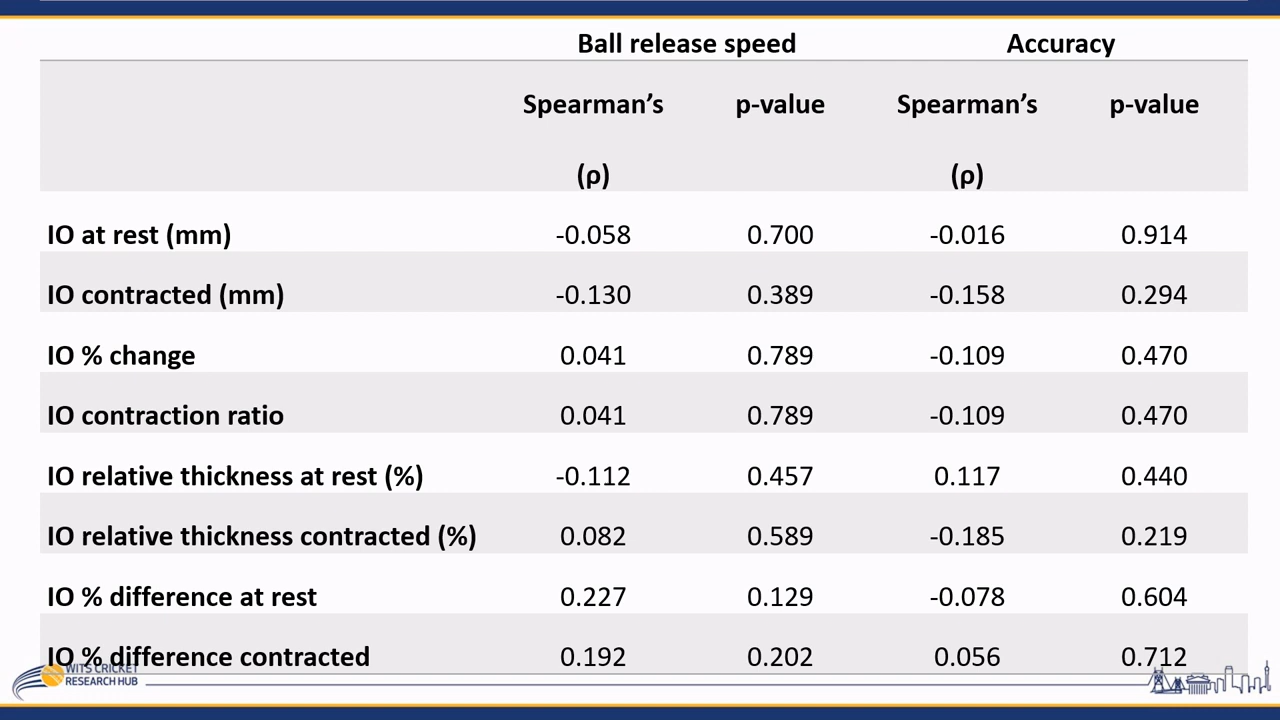 Ball release speed Accuracy
Spearman’s p-value Spearman’s p-value
(ρ) (ρ)
IO at rest (mm) -0.058 0.700 -0.016 0.914
IO contracted (mm) -0.130 0.389 -0.158 0.294
IO % change 0.041 0.789 -0.109 0.470
IO contraction ratio 0.041 0.789 -0.109 0.470
IO relative thickness at rest (%) -0.112 0.457 0.117 0.440
IO relative thickness contracted (%) 0.082 0.589 -0.185 0.219
IO % difference at rest 0.227 0.129 -0.078 0.604
IO % difference contracted 0.192 0.202 0.056 0.712
WITS CRICKET
RESEARCH HUB